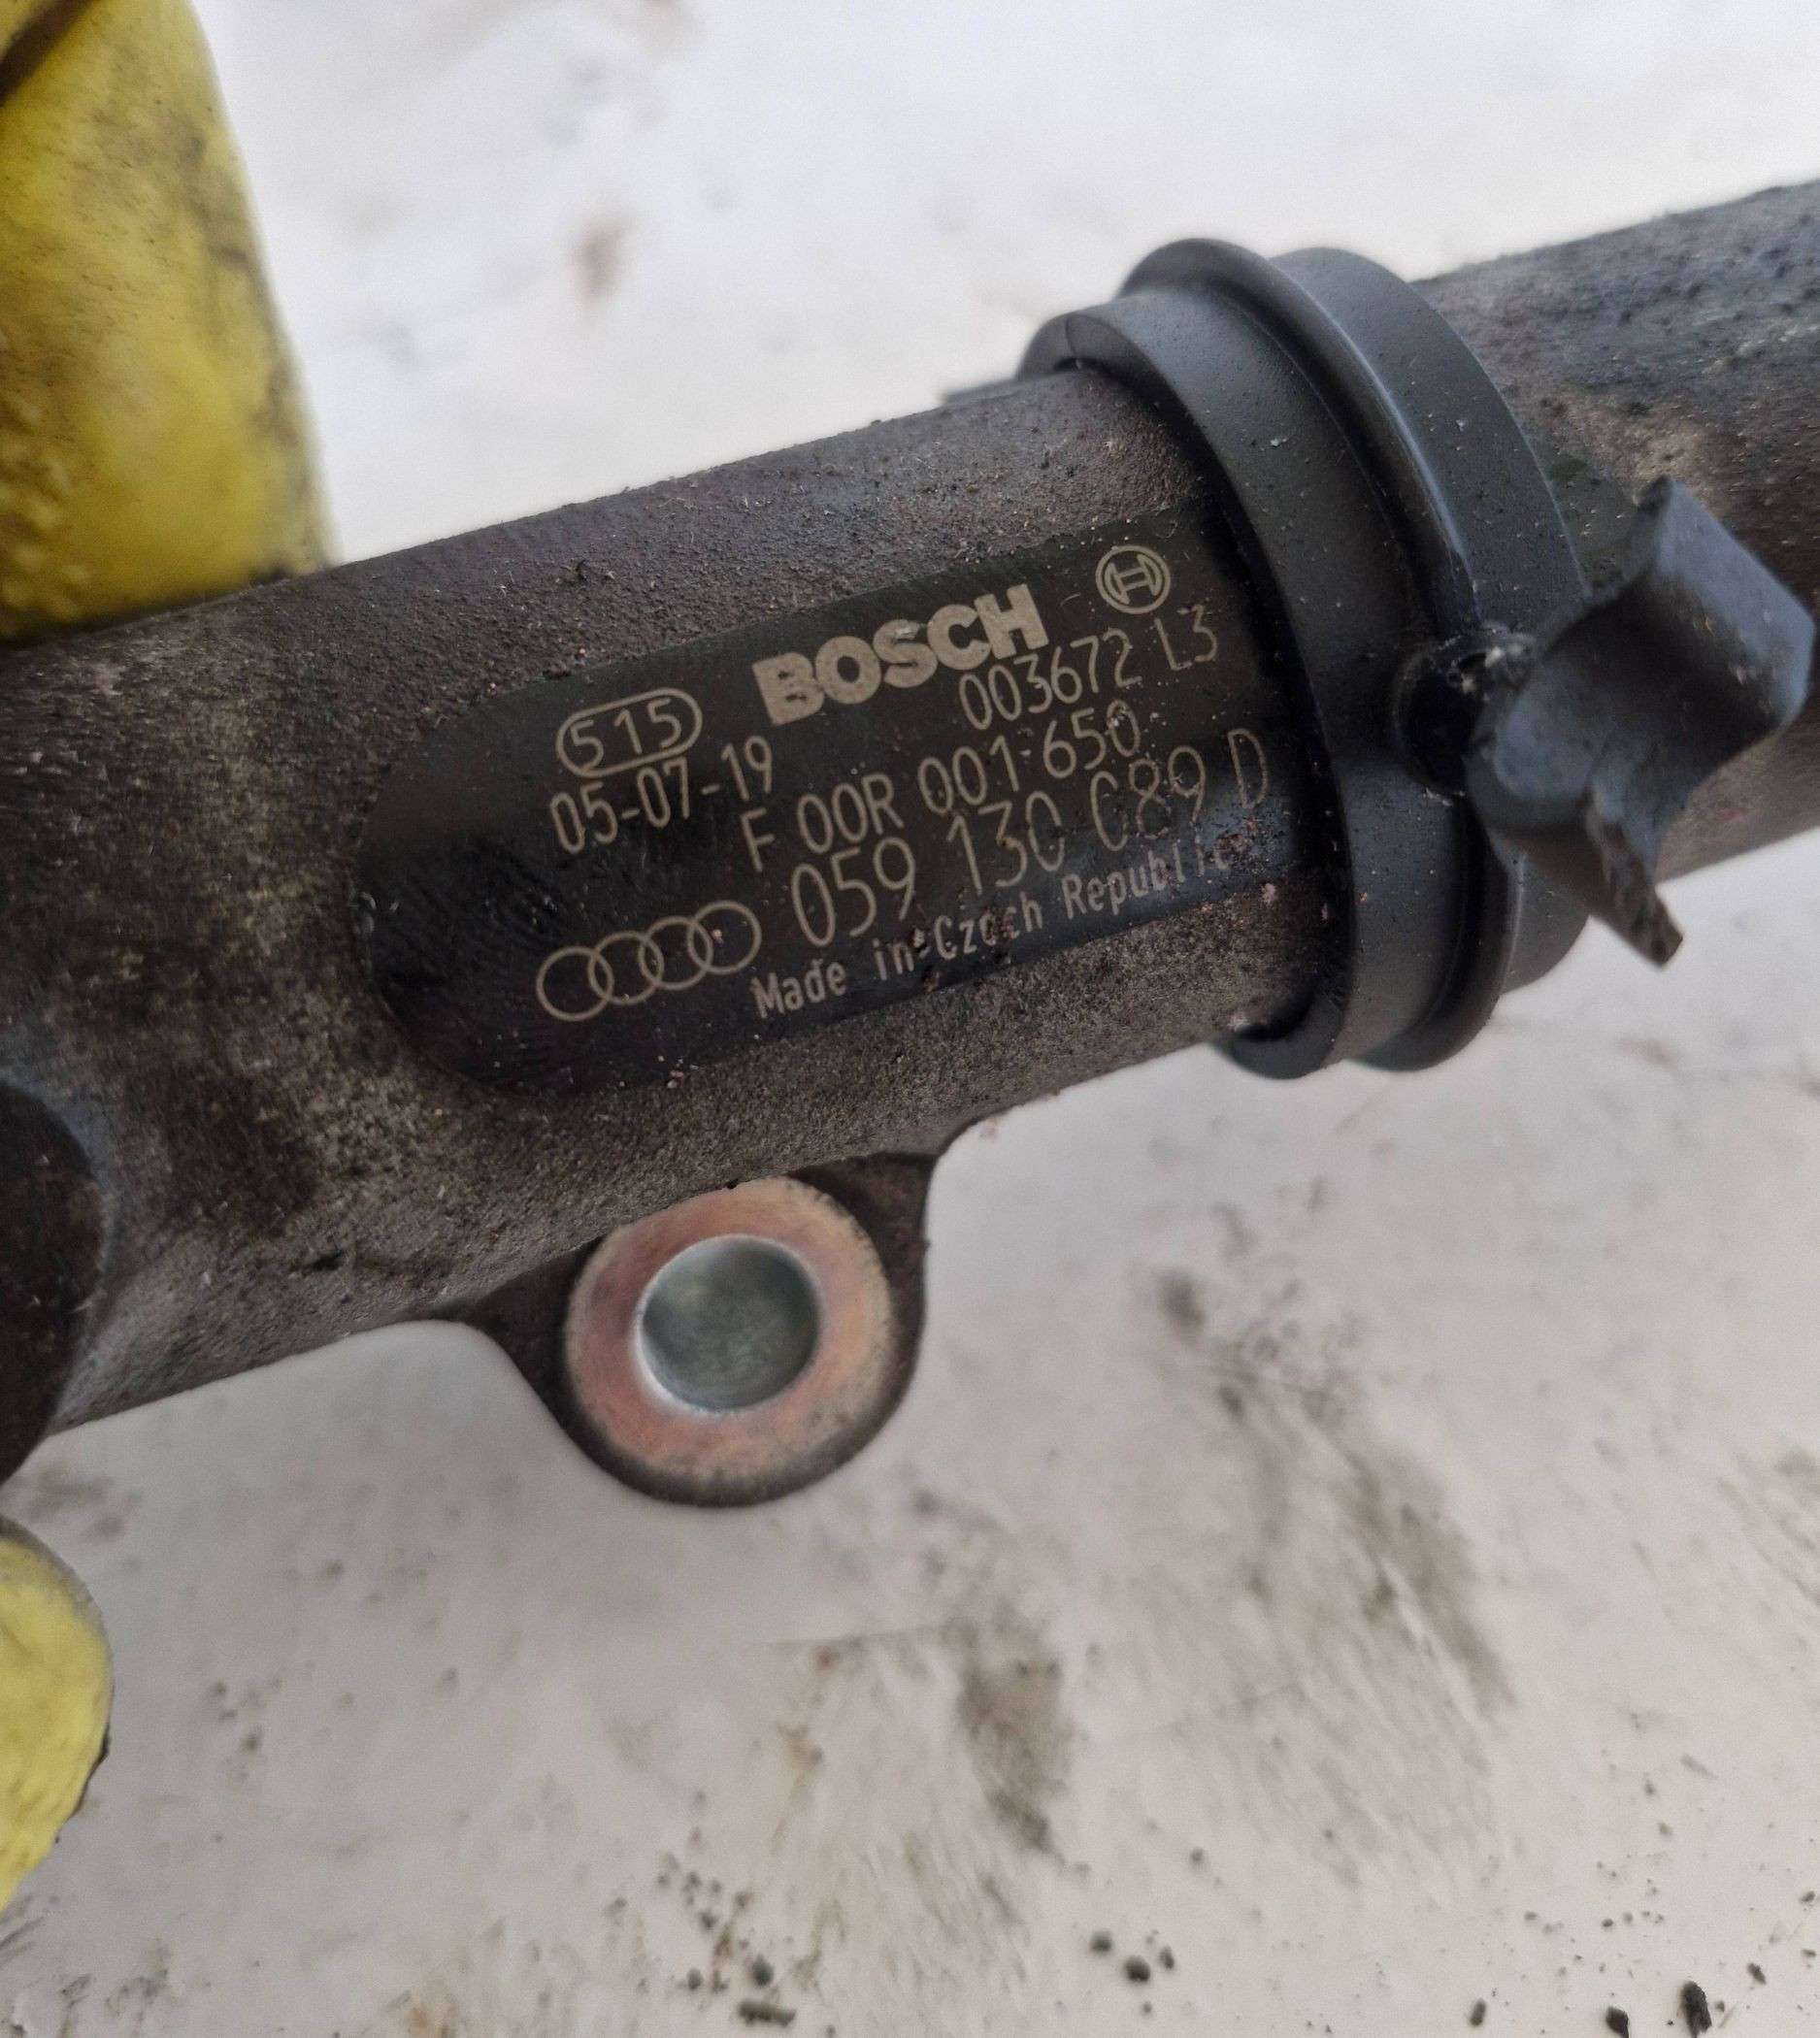 BOSCH
515
003672 L3
05-07-19
F 00R 001 650
059 130 089 D
Made in Czech Republic